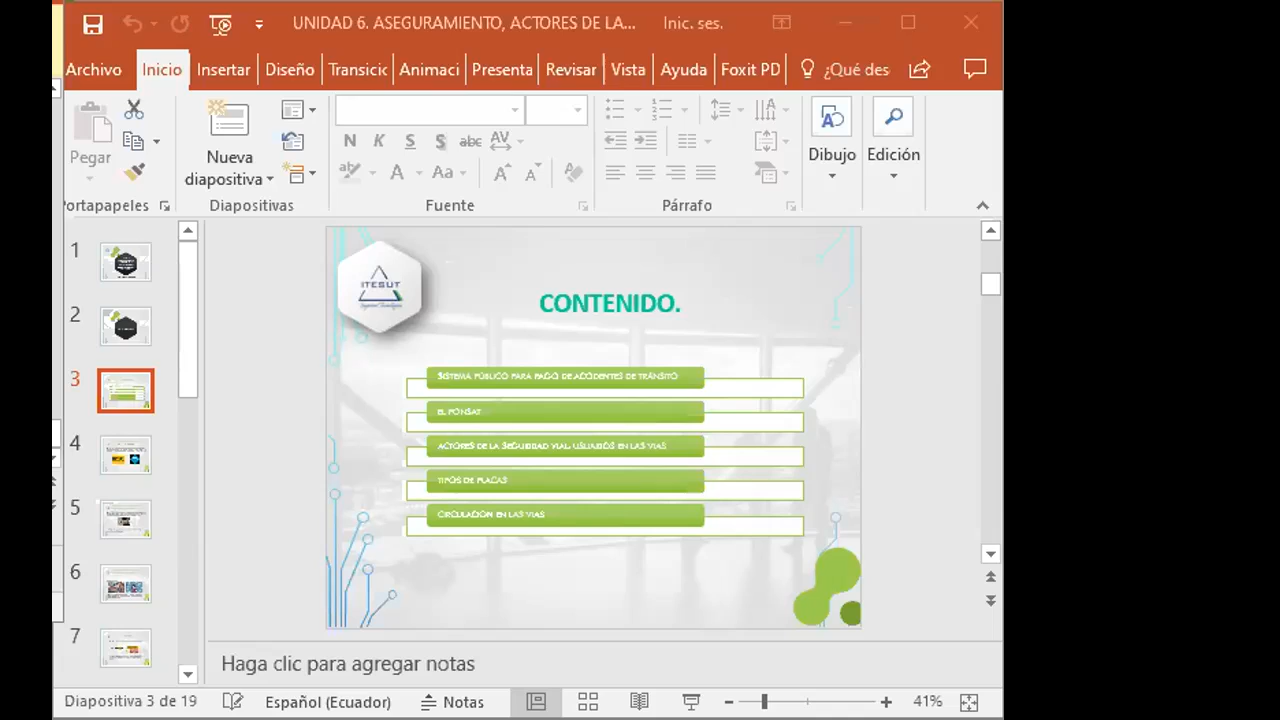 UNIDAD 6. ASEGURAMIENTO, ACTORES DE LA... Inic. ses.
Archivo Inicio Insertar Diseño Transicic Animaci Presenta Revisar Vista Ayuda Foxit PD ¿Qué des
Pegar
Nueva
diapositiva
Dibujo
Edición
N K S S abc AV
A Aa A A
Portapapeles Diapositivas Fuente Párrafo
1
2
3
4
5
6
7
ITESUT
CONTENIDO.
SISTEMA PÚBLICO PARA PAGO DE ACCIDENTES DE TRÁNSITO
EL FONSAT
ACTORES DE LA SEGURIDAD VIAL. USUARIOS EN LAS VIAS
TIPOS DE PLACAS
CIRCULACIÓN EN LAS VIAS
Haga clic para agregar notas
Diapositiva 3 de 19 Español (Ecuador) Notas 41%